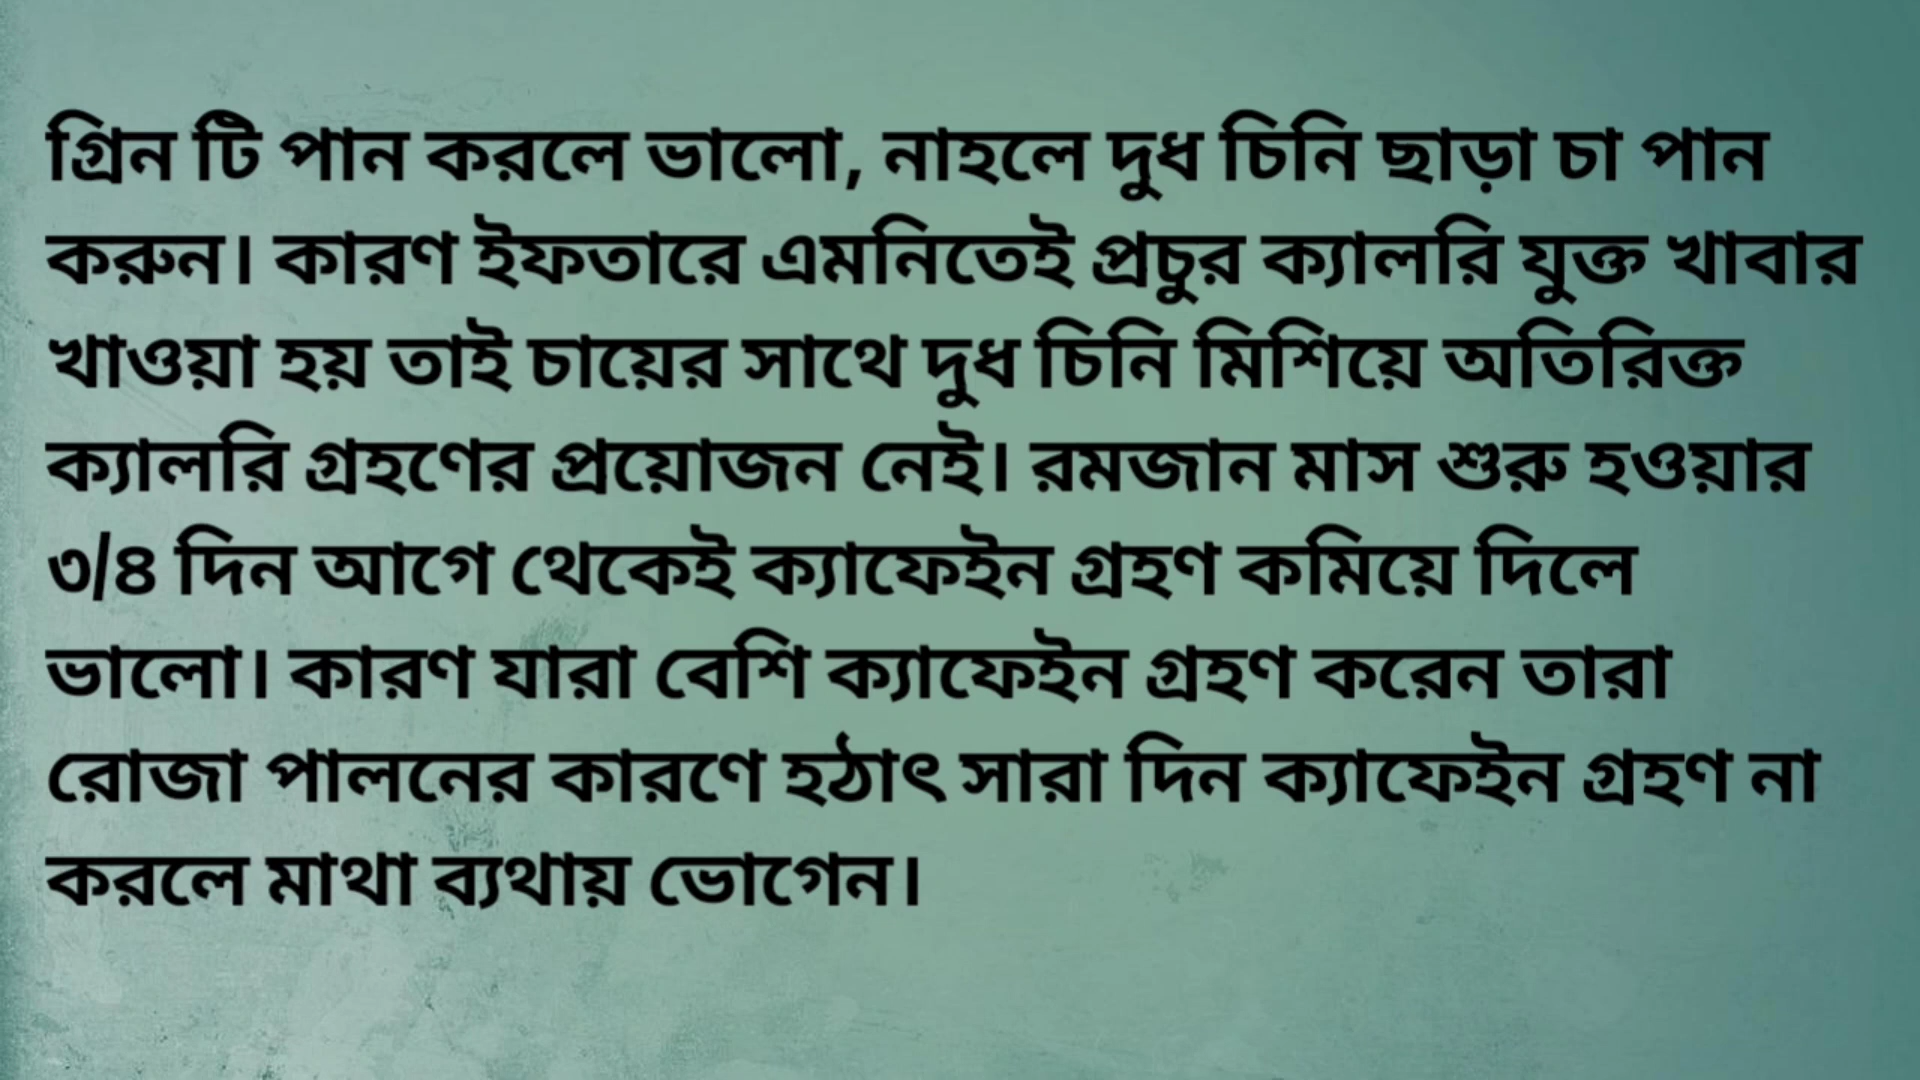 গ্রিন টি পান করলে ভালো, নাহলে দুধ চিনি ছাড়া চা পান
করুন। কারণ ইফতারে এমনিতেই প্রচুর ক্যালরি যুক্ত খাবার
খাওয়া হয় তাই চায়ের সাথে দুধ চিনি মিশিয়ে অতিরিক্ত
ক্যালরি গ্রহণের প্রয়োজন নেই। রমজান মাস শুরু হওয়ার
৩/৪ দিন আগে থেকেই ক্যাফেইন গ্রহণ কমিয়ে দিলে
ভালো। কারণ যারা বেশি ক্যাফেইন গ্রহণ করেন তারা
রোজা পালনের কারণে হঠাৎ সারা দিন ক্যাফেইন গ্রহণ না
করলে মাথা ব্যথায় ভোগেন।